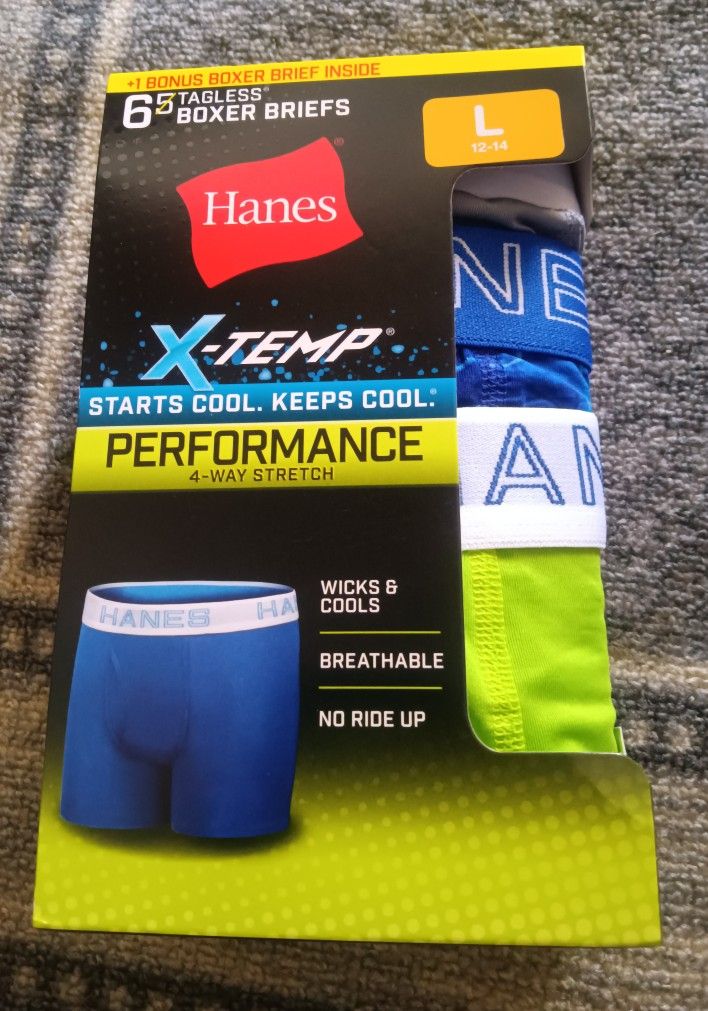 +1 BONUS BOXER BRIEF INSIDE
6 5 TAGLESS®
BOXER BRIEFS
L
12-14
Hanes®
NE
X-TEMP®
STARTS COOL. KEEPS COOL.®
AN
PERFORMANCE
4-WAY STRETCH
HANES HA
WICKS &
COOLS
BREATHABLE
NO RIDE UP